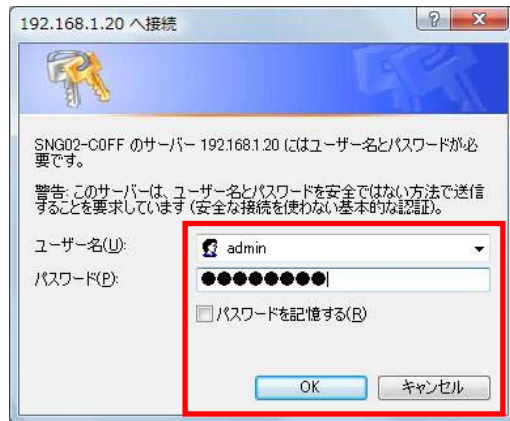 192.168.1.20 へ接続
SNG02-C0FF のサーバー 192.168.1.20 にはユーザー名とパスワードが必
要です。
警告: このサーバーは、ユーザー名とパスワードを安全ではない方法で送信
することを要求しています (安全な接続を使わない基本的な認証)。
ユーザー名(U):
admin
パスワード(P):
●●●●●●●●
パスワードを記憶する(R)
OK
キャンセル